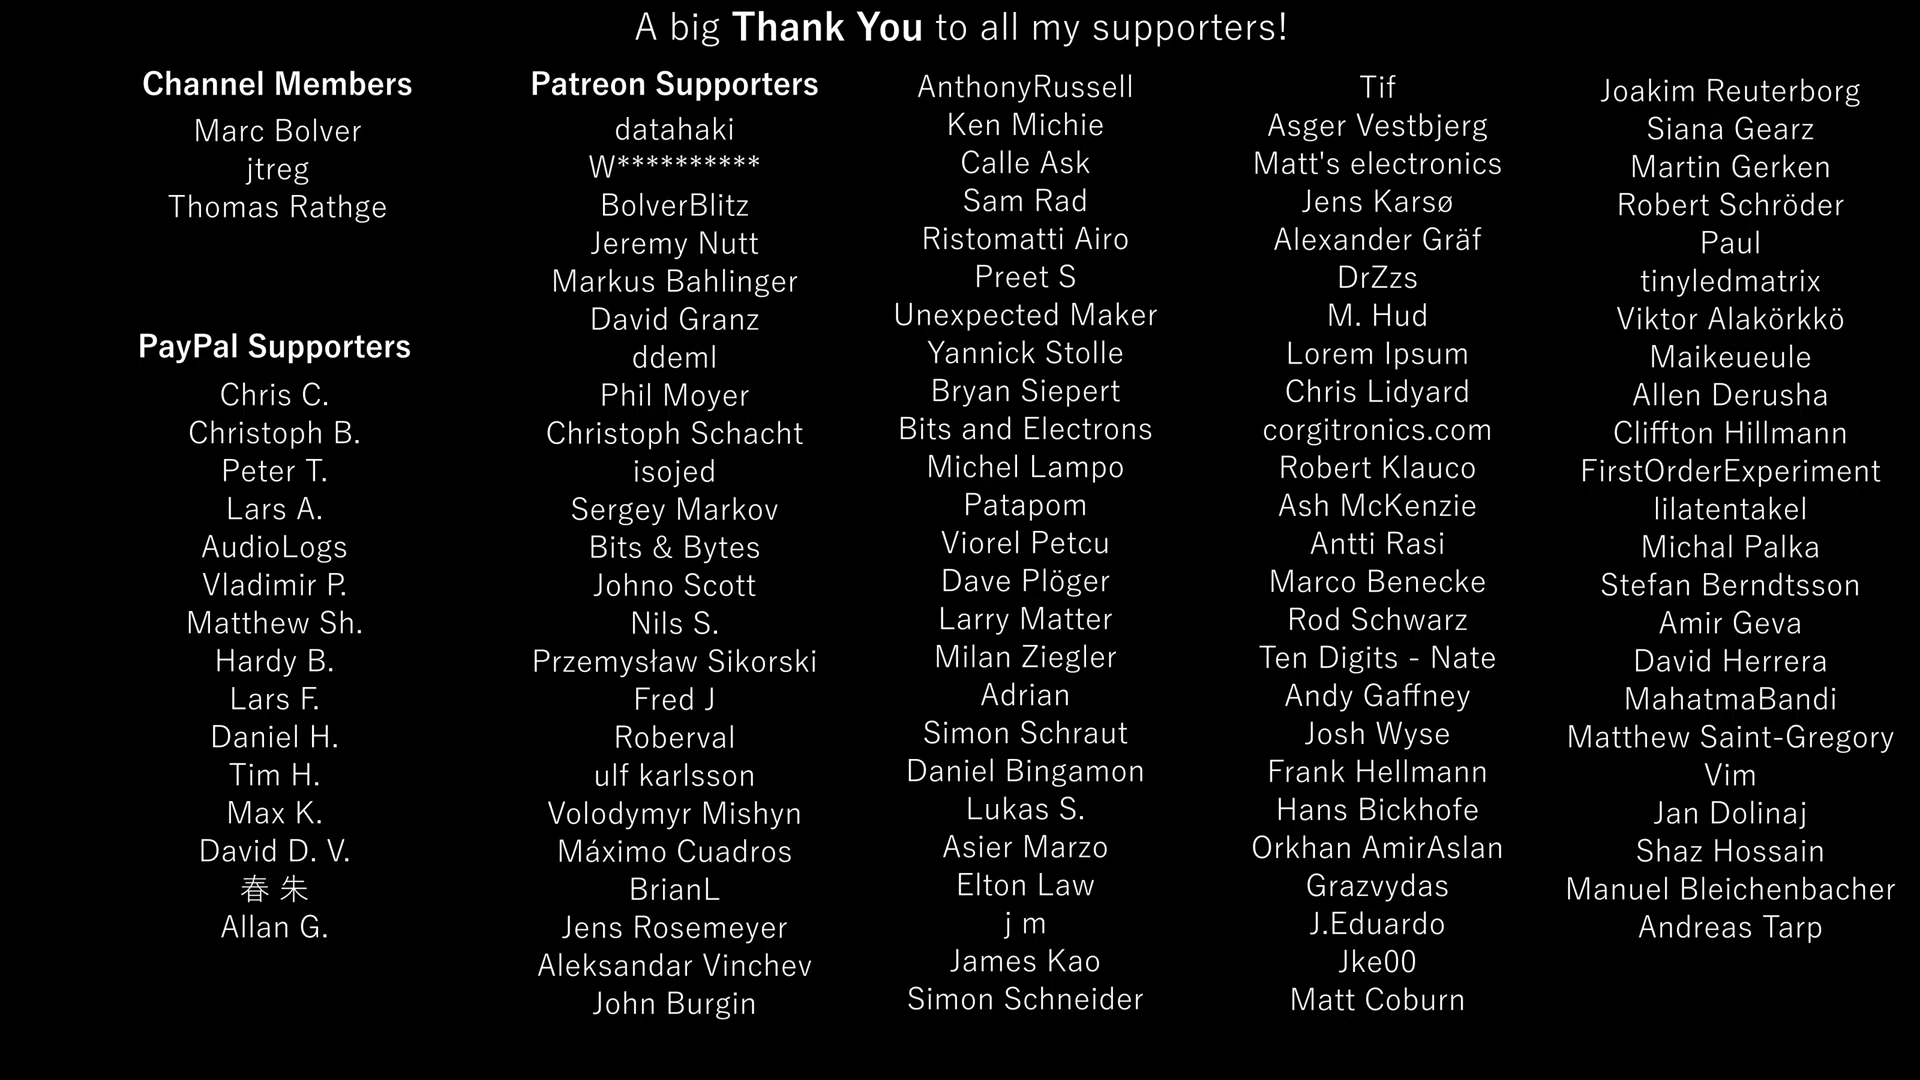 A big Thank You to all my supporters!
Channel Members
Marc Bolver
jtreg
Thomas Rathge
PayPal Supporters
Chris C.
Christoph B.
Peter T.
Lars A.
AudioLogs
Vladimir P.
Matthew Sh.
Hardy B.
Lars F.
Daniel H.
Tim H.
Max K.
David D. V.
春 朱
Allan G.
Patreon Supporters
datahaki
W**********
BolverBlitz
Jeremy Nutt
Markus Bahlinger
David Granz
ddeml
Phil Moyer
Christoph Schacht
isojed
Sergey Markov
Bits & Bytes
Johno Scott
Nils S.
Przemysław Sikorski
Fred J
Roberval
ulf karlsson
Volodymyr Mishyn
Máximo Cuadros
BrianL
Jens Rosemeyer
Aleksandar Vinchev
John Burgin
AnthonyRussell
Ken Michie
Calle Ask
Sam Rad
Ristomatti Airo
Preet S
Unexpected Maker
Yannick Stolle
Bryan Siepert
Bits and Electrons
Michel Lampo
Patapom
Viorel Petcu
Dave Plöger
Larry Matter
Milan Ziegler
Adrian
Simon Schraut
Daniel Bingamon
Lukas S.
Asier Marzo
Elton Law
j m
James Kao
Simon Schneider
Tif
Asger Vestbjerg
Matt's electronics
Jens Karsø
Alexander Gräf
DrZzs
M. Hud
Lorem Ipsum
Chris Lidyard
corgitronics.com
Robert Klauco
Ash McKenzie
Antti Rasi
Marco Benecke
Rod Schwarz
Ten Digits - Nate
Andy Gaffney
Josh Wyse
Frank Hellmann
Hans Bickhofe
Orkhan AmirAslan
Grazvydas
J.Eduardo
Jke00
Matt Coburn
Joakim Reuterborg
Siana Gearz
Martin Gerken
Robert Schröder
Paul
tinyledmatrix
Viktor Alakörkkö
Maikeueule
Allen Derusha
Cliffton Hillmann
FirstOrderExperiment
lilatentakel
Michal Palka
Stefan Berndtsson
Amir Geva
David Herrera
MahatmaBandi
Matthew Saint-Gregory
Vim
Jan Dolinaj
Shaz Hossain
Manuel Bleichenbacher
Andreas Tarp